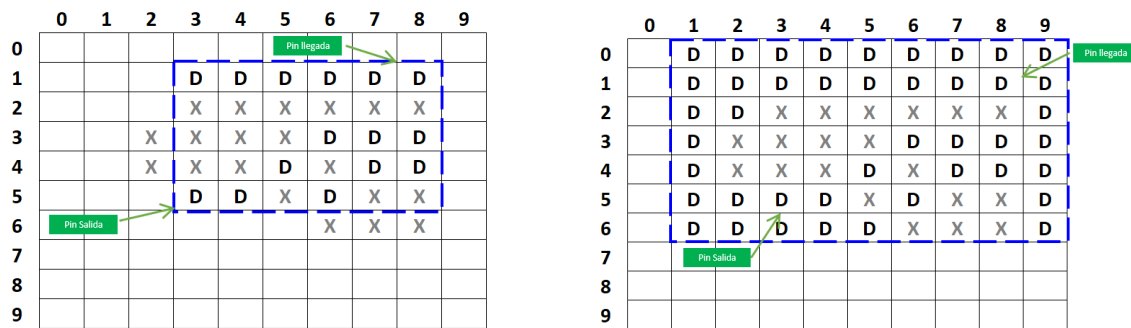 0 1 2 3 4 5 6 7 8 9
0 Pin llegada
1 D D D D D D
2 X X X X X X
3 X X X X D D D
4 X X X D X D D
5 D D X D X X
Pin Salida
6 X X X
7
8
9
0 1 2 3 4 5 6 7 8 9
0 D D D D D D D D D
Pin llegada
1 D D D D D D D D D
2 D D X X X X X X D
3 D X X X X D D D D
4 D X X X D X D D D
5 D D D D X D X X D
6 D D D D D X X X D
Pin Salida
7
8
9